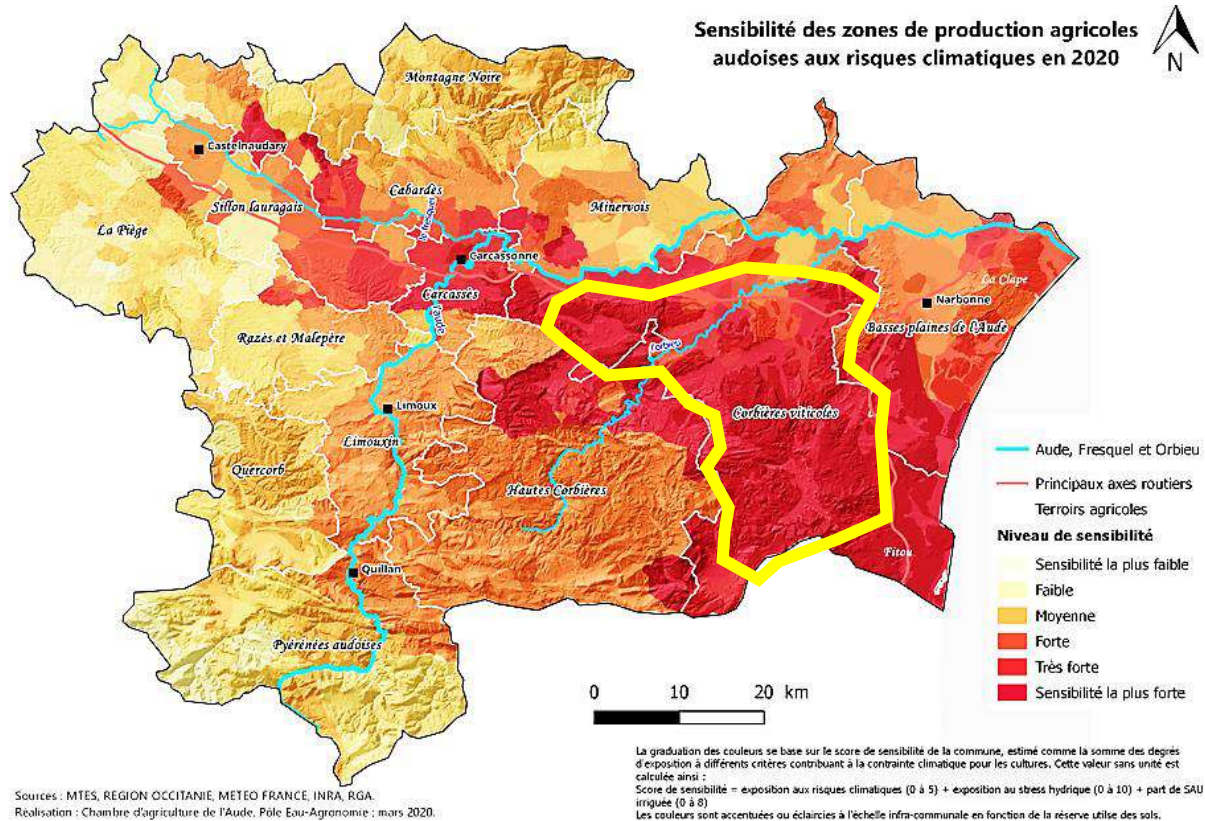 Sensibilité des zones de production agricoles
audoises aux risques climatiques en 2020
N
Montagne Noire
Castelnaudary
Cabardès
Sillon lauragais
Minervois
La Piège
le fresquel
Carcassonne
La Clape
Carcassès
Narbonne
l'aude
Basses plaines de l'Aude
Razès et Malepère
l'orbieu
Limoux
Corbières viticoles
Limouxin
Quercorb
Hautes Corbières
Fitou
Quillan
Pyrénées audoises
Aude, Fresquel et Orbieu
Principaux axes routiers
Terroirs agricoles
Niveau de sensibilité
Sensibilité la plus faible
Faible
Moyenne
Forte
Très forte
Sensibilité la plus forte
0 10 20 km
La graduation des couleurs se base sur le score de sensibilité de la commune, estimé comme la somme des degrés
d'exposition à différents critères contribuant à la contrainte climatique pour les cultures. Cette valeur sans unité est
calculée ainsi :
Score de sensibilité = exposition aux risques climatiques (0 à 5) + exposition au stress hydrique (0 à 10) + part de SAU
irriguée (0 à 8)
Les couleurs sont accentuées ou éclaircies à l'échelle infra-communale en fonction de la réserve utilse des sols.
Sources : MTES, REGION OCCITANIE, METEO FRANCE, INRA, RGA.
Réalisation : Chambre d'agriculture de l'Aude, Pôle Eau-Agronomie ; mars 2020.